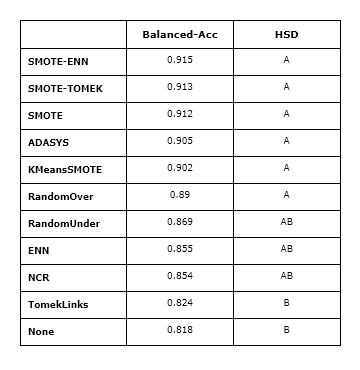 Balanced-Acc HSD
SMOTE-ENN 0.915 A
SMOTE-TOMEK 0.913 A
SMOTE 0.912 A
ADASYS 0.905 A
KMeansSMOTE 0.902 A
RandomOver 0.89 A
RandomUnder 0.869 AB
ENN 0.855 AB
NCR 0.854 AB
TomekLinks 0.824 B
None 0.818 B